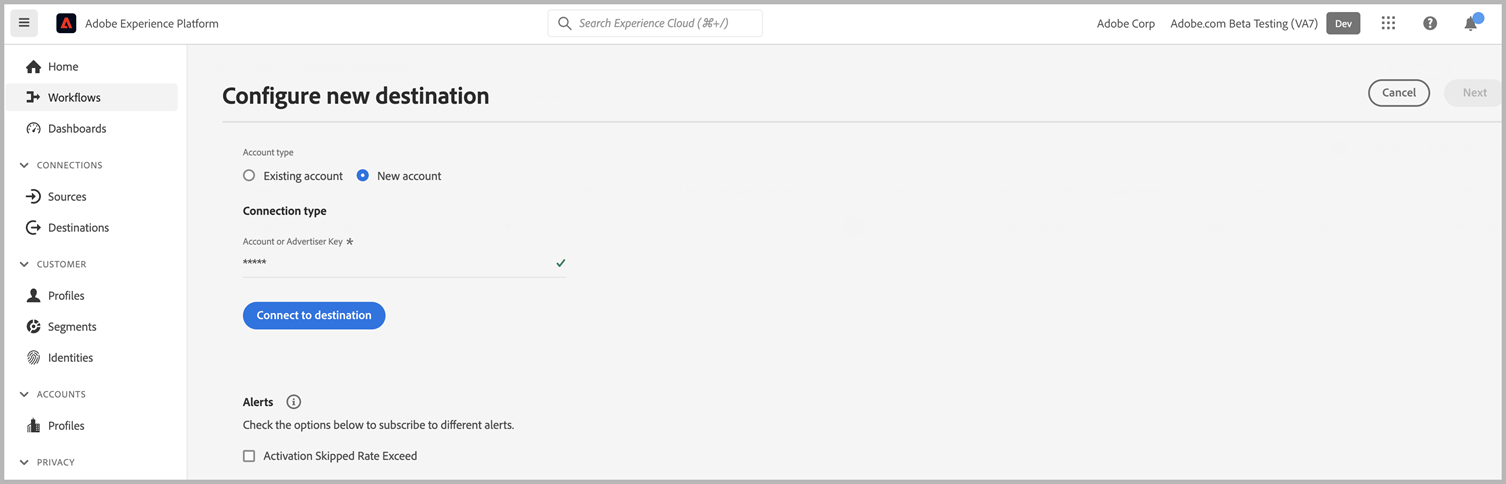 Adobe Experience Platform
Search Experience Cloud (⌘+/)
Adobe Corp
Adobe.com Beta Testing (VA7)
Dev
Home
Workflows
Dashboards
CONNECTIONS
Sources
Destinations
CUSTOMER
Profiles
Segments
Identities
ACCOUNTS
Profiles
PRIVACY
Configure new destination
Cancel
Next
Account type
Existing account
New account
Connection type
Account or Advertiser Key *
*****
Connect to destination
Alerts
Check the options below to subscribe to different alerts.
Activation Skipped Rate Exceed